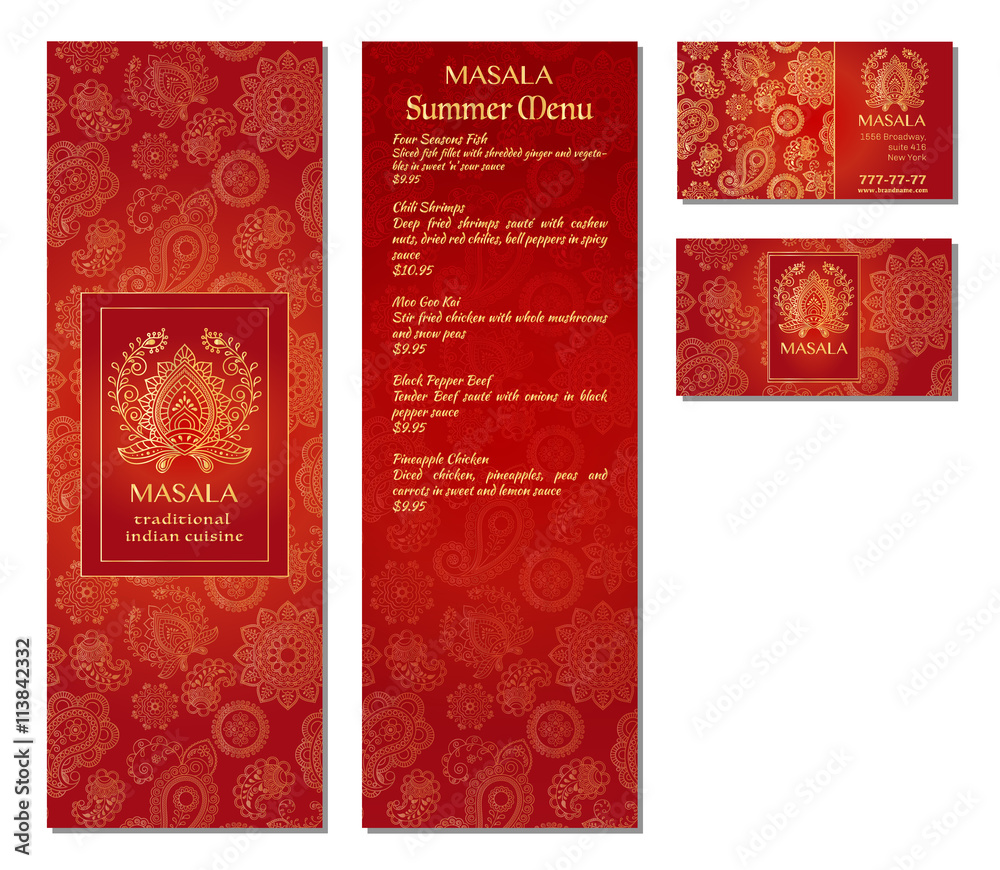 MASALA
traditional
indian cuisine
MASALA
Summer Menu
Four Seasons Fish
Sliced fish fillet with shredded ginger and vegeta-
bles in sweet 'n' sour sauce
$9.95
Chili Shrimps
Deep fried shrimps sauté with cashew
nuts, dried red chilies, bell peppers in spicy
sauce
$10.95
Moo Goo Kai
Stir fried chicken with whole mushrooms
and snow peas
$9.95
Black Pepper Beef
Tender Beef sauté with onions in black
pepper sauce
$9.95
Pineapple Chicken
Diced chicken, pineapples, peas and
carrots in sweet and lemon sauce
$9.95
MASALA
1556 Broadway,
suite 416
New York
777-77-77
www.brandname.com
MASALA
Adobe Stock | #113842332